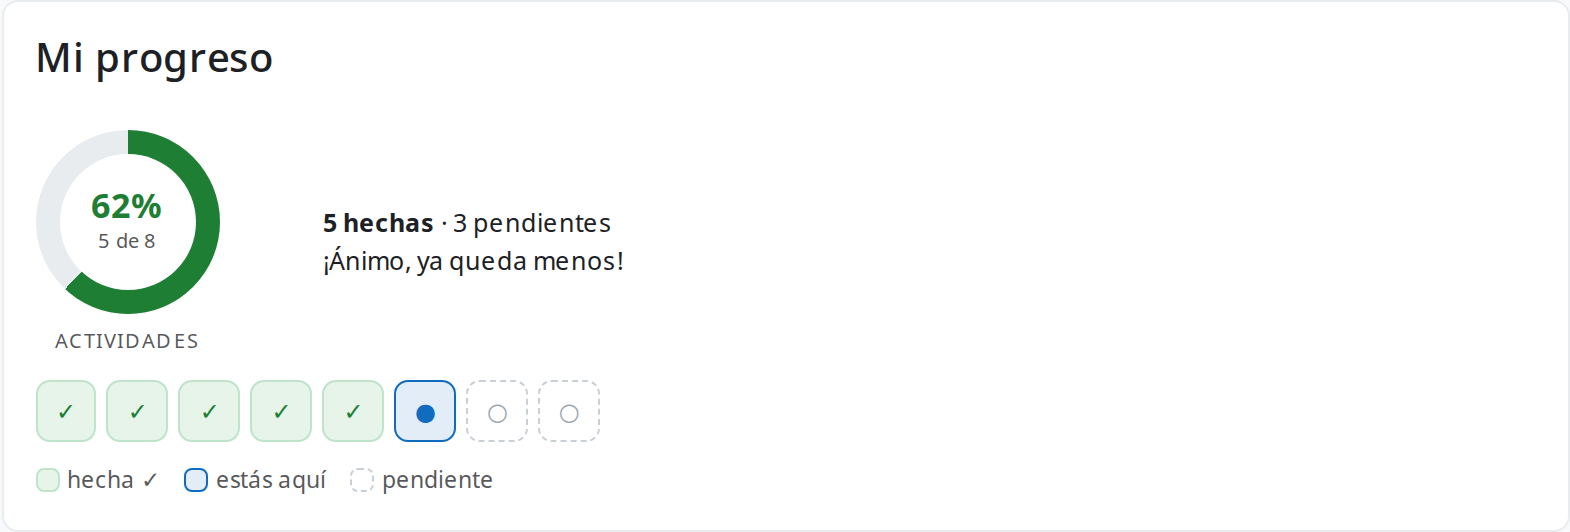 Mi progreso
62%
5 de 8
5 hechas · 3 pendientes
¡Ánimo, ya queda menos!
ACTIVIDADES
✓ ✓ ✓ ✓ ✓ ● ○ ○
hecha ✓ estás aquí pendiente